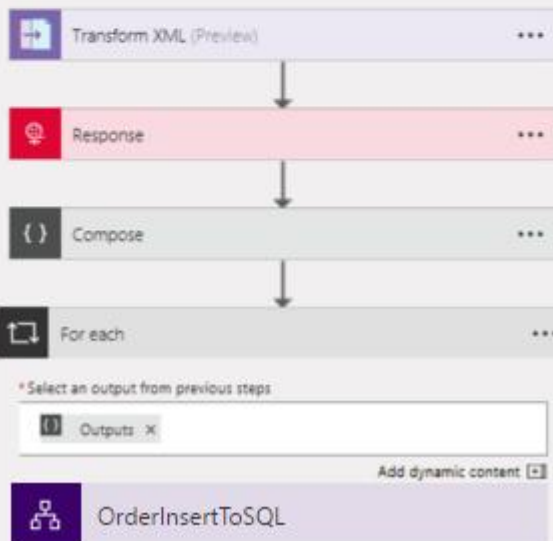 Transform XML (Preview)
Response
Compose
For each
* Select an output from previous steps
Outputs ×
Add dynamic content [+]
OrderInsertToSQL